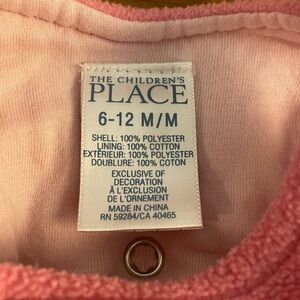 THE CHILDREN'S
PLACE
6-12 M/M
SHELL: 100% POLYESTER
LINING: 100% COTTON
EXTÉRIEUR: 100% POLYESTER
DOUBLURE: 100% COTON
EXCLUSIVE OF
DECORATION
À L'EXCLUSION
DE L'ORNEMENT
MADE IN CHINA
RN 59284/CA 40465